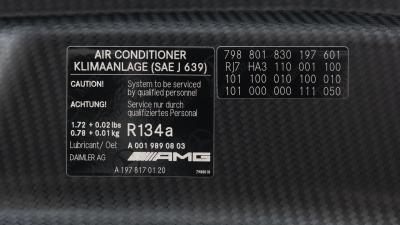 AIR CONDITIONER
KLIMAANLAGE (SAE J 639)
CAUTION! System to be serviced
by qualified personnel
ACHTUNG! Service nur durch
qualifiziertes Personal
1.72 + 0.02 lbs
0.78 + 0.01 kg R134a
Lubricant/ Oel: A 001 989 08 03
DAIMLER AG AMG
A 197 817 01 20 7980010
798 801 830 197 601
RJ7 HA3 110 001 100
101 100 010 100 010
101 000 000 111 050